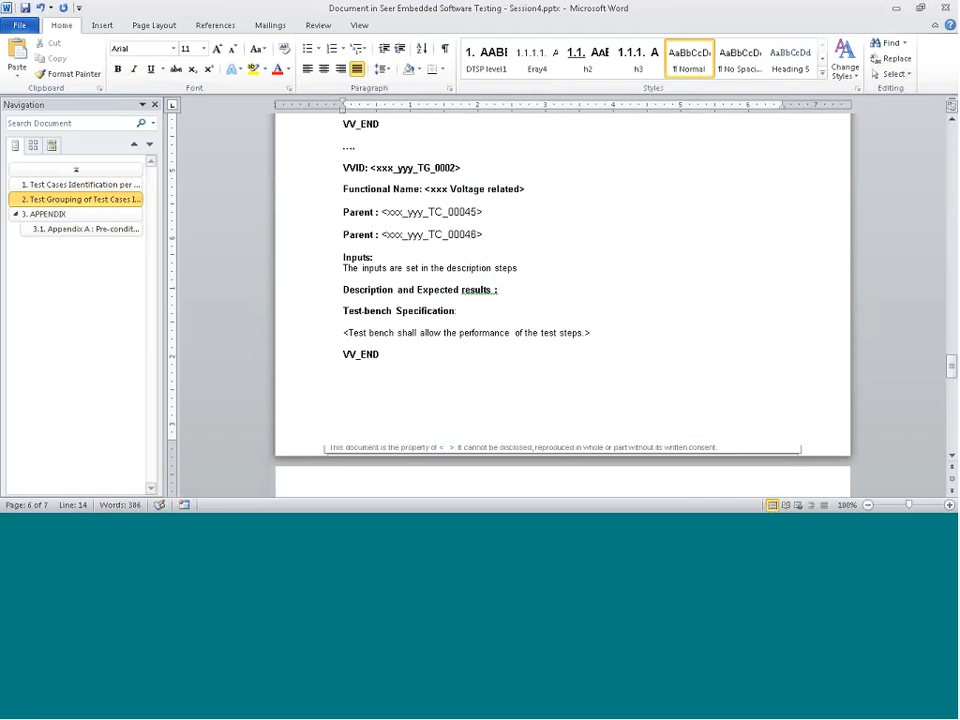 Document in Seer Embedded Software Testing - Session4.pptx - Microsoft Word
File Home Insert Page Layout References Mailings Review View
Paste
Cut
Copy
Format Painter
Clipboard
Arial 11
Font
Paragraph
1. AABI 1.1.1.1. A 1.1. AAE 1.1.1. A AaBbCcD AaBbCcD AaBbCcDd
DTSP level1 Eray4 h2 h3 ¶ Normal ¶ No Spaci... Heading 5
Styles
Change Styles
Find
Replace
Select
Editing
Navigation
Search Document
1. Test Cases Identification per ...
2. Test Grouping of Test Cases I...
3. APPENDIX
3.1. Appendix A : Pre-condit...
VV_END
....
VVID: <xxx_yyy_TG_0002>
Functional Name: <xxx Voltage related>
Parent : <xxx_yyy_TC_00045>
Parent : <xxx_yyy_TC_00046>
Inputs:
The inputs are set in the description steps
Description and Expected results :
Test-bench Specification:
<Test bench shall allow the performance of the test steps.>
VV_END
This document is the property of < >. It cannot be disclosed, reproduced in whole or part without its written consent.
Page: 6 of 7 Line: 14 Words: 386 100%